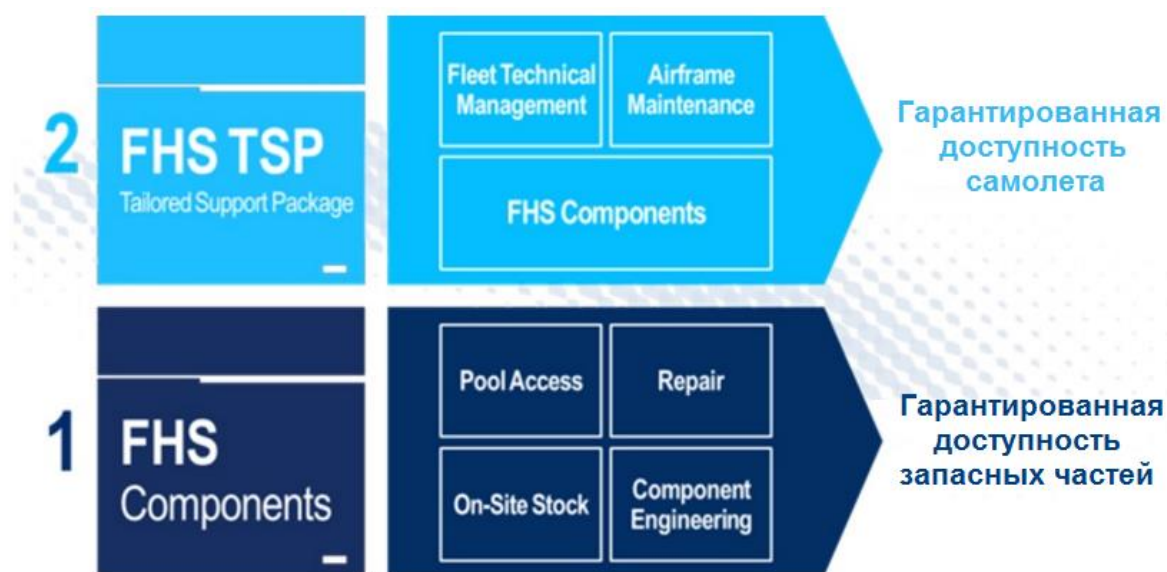 2
FHS TSP
Tailored Support Package
Fleet Technical
Management
Airframe
Maintenance
FHS Components
Гарантированная
доступность
самолета
1
FHS
Components
Pool Access
Repair
On-Site Stock
Component
Engineering
Гарантированная
доступность
запасных частей